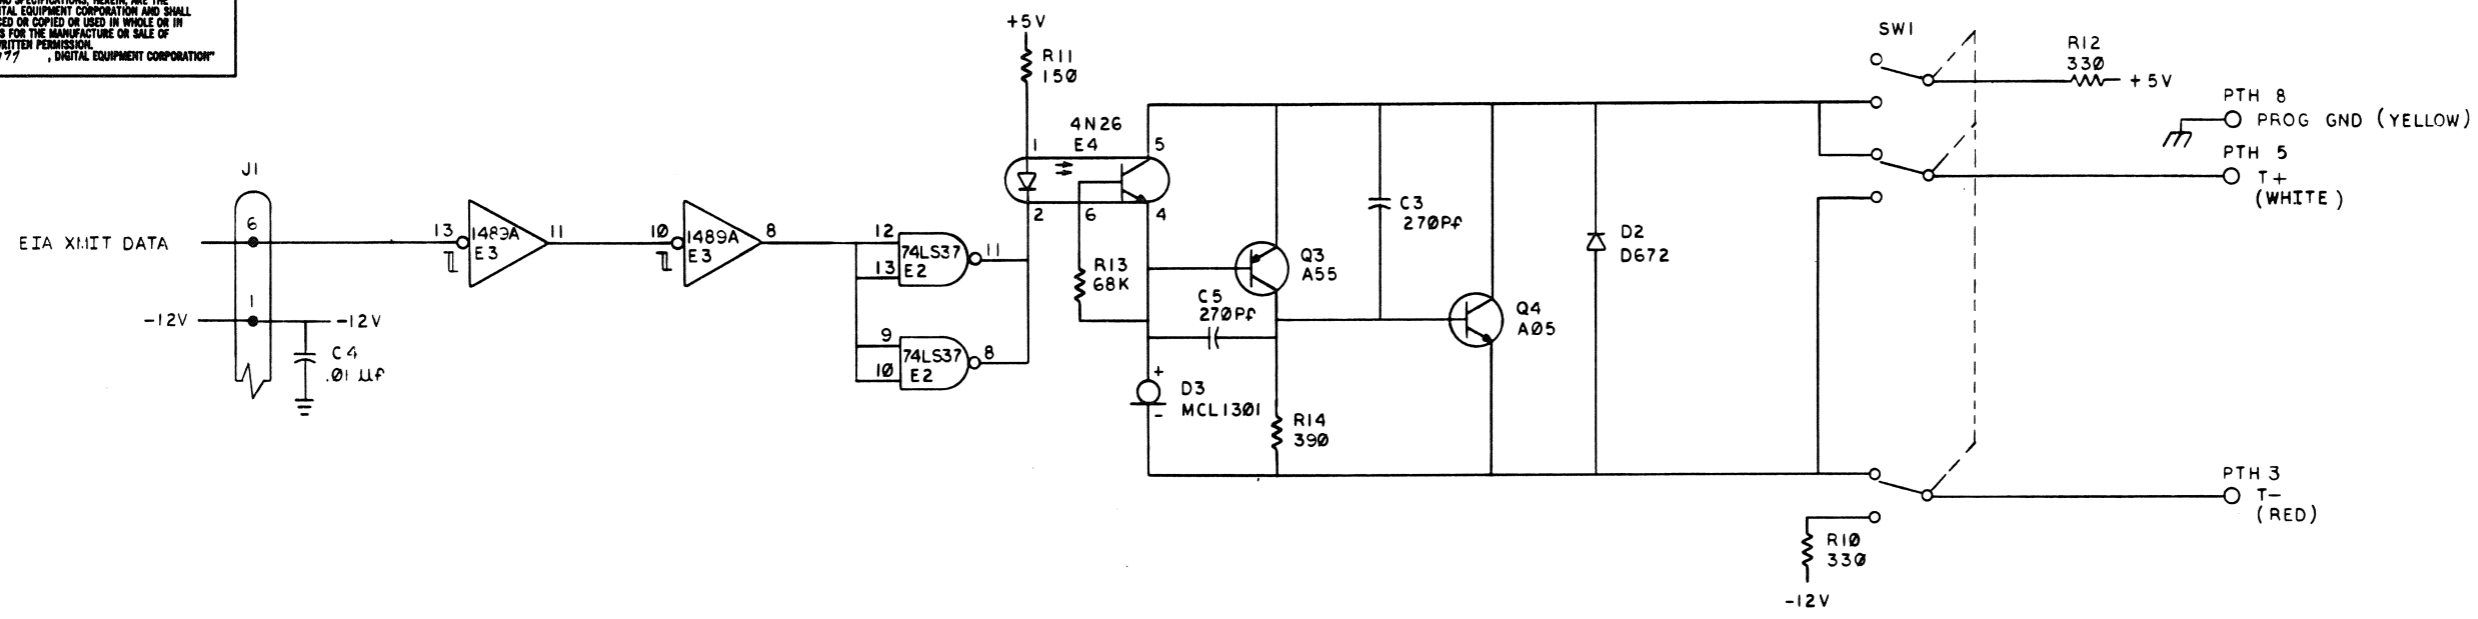 AND SPECIFICATIONS, HEREIN, ARE THE
ITAL EQUIPMENT CORPORATION AND SHALL
CED OR COPIED OR USED IN WHOLE OR IN
S FOR THE MANUFACTURE OR SALE OF
WRITTEN PERMISSION.
, DIGITAL EQUIPMENT CORPORATION"
+5V
R11
150
SW1
R12
330
+5V
PTH 8
PROG GND (YELLOW)
PTH 5
T+
(WHITE)
4N26
E4
1
5
2
6
4
J1
6
EIA XMIT DATA
13
1489A
E3
11
10
1489A
E3
8
12
13
74LS37
E2
11
9
10
74LS37
E2
8
1
-12V
-12V
C4
.01 µf
R13
68K
C5
270Pf
Q3
A55
C3
270Pf
Q4
A05
D2
D672
+
D3
MCL1301
-
R14
390
PTH 3
T-
(RED)
R10
330
-12V